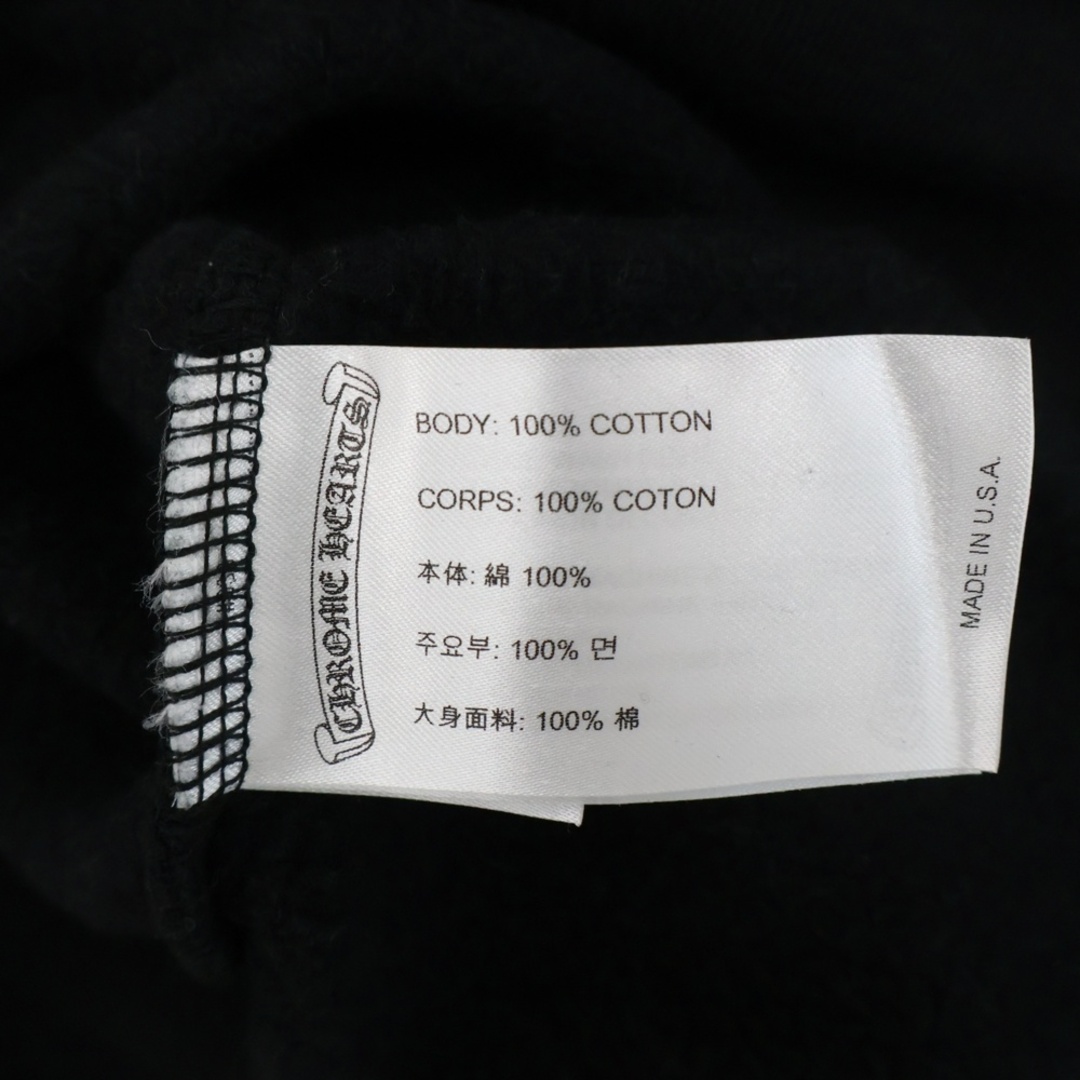 CHROME HEARTS
BODY: 100% COTTON
CORPS: 100% COTON
本体: 綿 100%
주요부: 100% 면
大身面料: 100% 棉
MADE IN U.S.A.